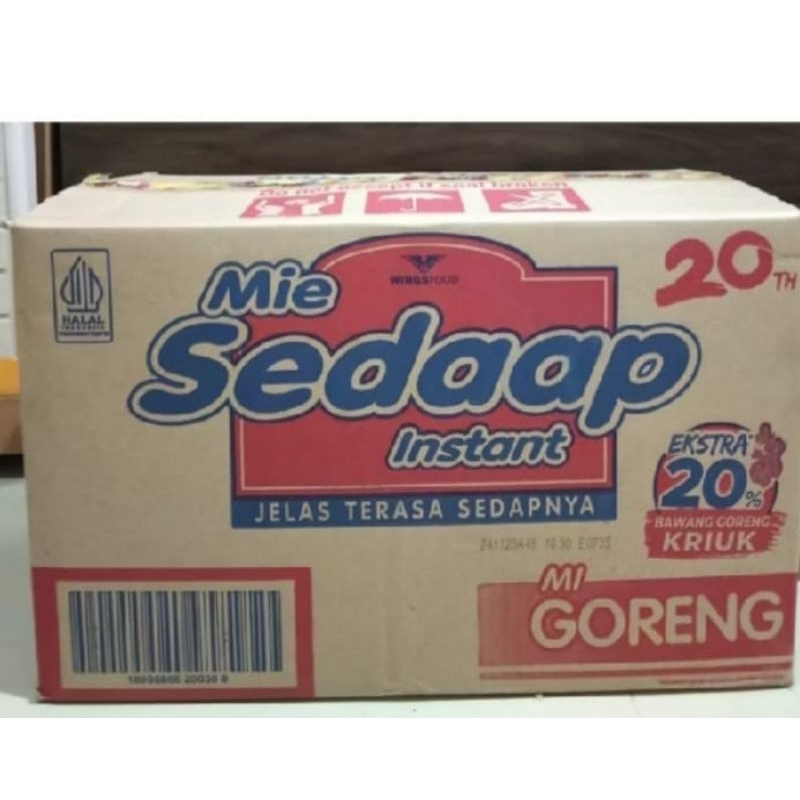 Do not accept if seal broken
HALAL
INDONESIA
WINGSFOOD
Mie
Sedaap
Instant
JELAS TERASA SEDAPNYA
20TH
EKSTRA
20%
BAWANG GORENG
KRIUK
MI
GORENG